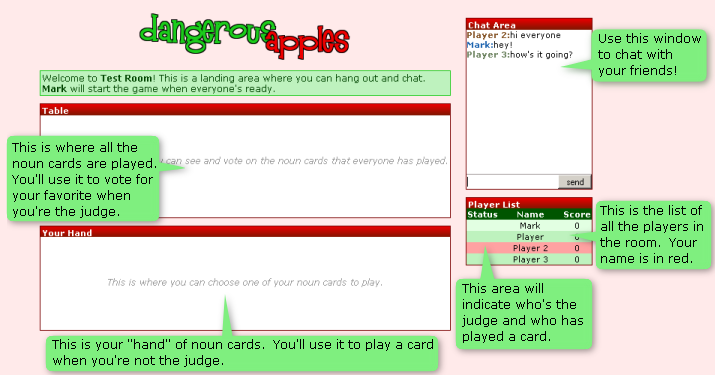 dangerous
apples
Welcome to Test Room! This is a landing area where you can hang out and chat.
Mark will start the game when everyone's ready.
Table
can see and vote on the noun cards that everyone has played.
This is where all the
noun cards are played.
You'll use it to vote for
your favorite when
you're the judge.
Your Hand
This is where you can choose one of your noun cards to play.
This is your "hand" of noun cards. You'll use it to play a card
when you're not the judge.
Chat Area
Player 2:hi everyone
Mark:hey!
Player 3:how's it going?
send
Use this window
to chat with
your friends!
Player List
Status Name Score
Mark 0
Player 0
Player 2 0
Player 3 0
This is the list of
all the players in
the room. Your
name is in red.
This area will
indicate who's the
judge and who has
played a card.